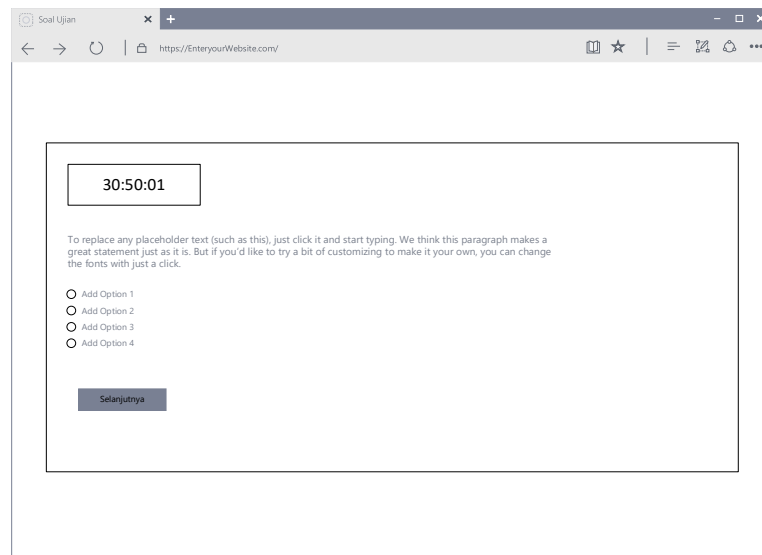 Soal Ujian
https://EnteryourWebsite.com/
30:50:01
To replace any placeholder text (such as this), just click it and start typing. We think this paragraph makes a
great statement just as it is. But if you'd like to try a bit of customizing to make it your own, you can change
the fonts with just a click.
Add Option 1
Add Option 2
Add Option 3
Add Option 4
Selanjutnya